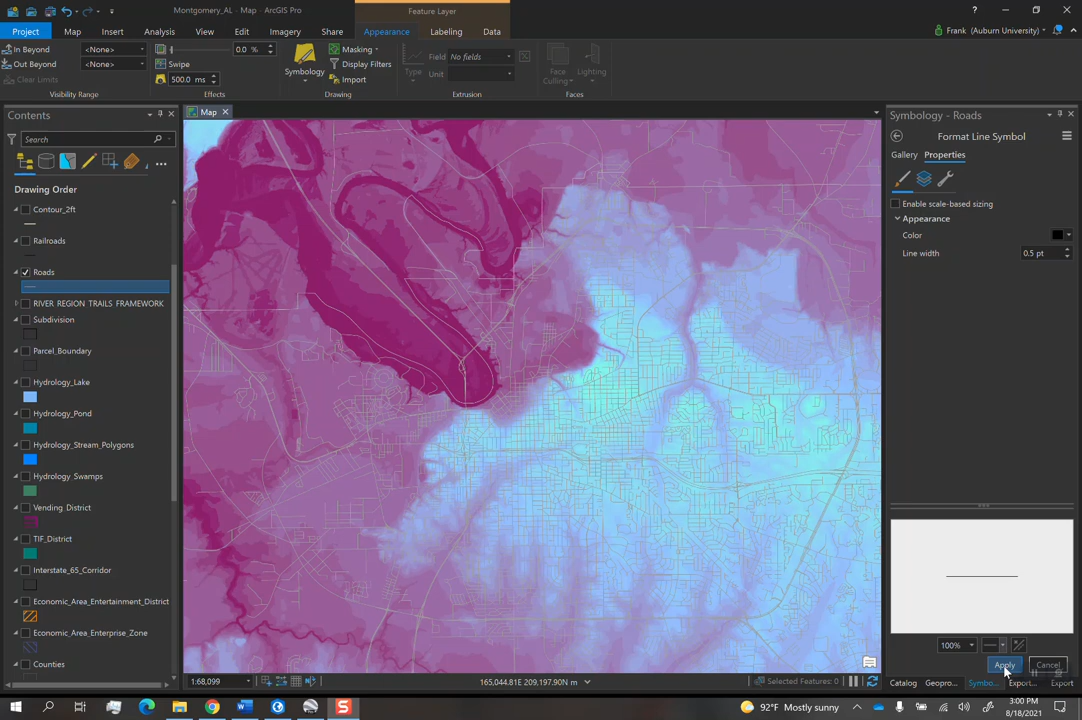 Montgomery_AL - Map - ArcGIS Pro
Feature Layer
?
Project Map Insert Analysis View Edit Imagery Share Appearance Labeling Data
Frank (Auburn University)
In Beyond <None>
Out Beyond <None>
Clear Limits
Visibility Range
0.0 %
Swipe
500.0 ms
Effects
Symbology
Masking
Display Filters
Import
Drawing
Type
Field No fields
Unit
Extrusion
Face Culling
Lighting
Faces
Contents
Search
Drawing Order
Contour_2ft
Railroads
Roads
RIVER REGION TRAILS FRAMEWORK
Subdivision
Parcel_Boundary
Hydrology_Lake
Hydrology_Pond
Hydrology_Stream_Polygons
Hydrology Swamps
Vending_District
TIF_District
Interstate_65_Corridor
Economic_Area_Entertainment_District
Economic_Area_Enterprise_Zone
Counties
Map
1:68,099
165,044.81E 209,197.90N m
Selected Features: 0
Symbology - Roads
Format Line Symbol
Gallery Properties
Enable scale-based sizing
Appearance
Color
Line width 0.5 pt
100%
Apply Cancel
Catalog Geopro... Symbo... Export... Export
92°F Mostly sunny
3:00 PM
8/18/2021